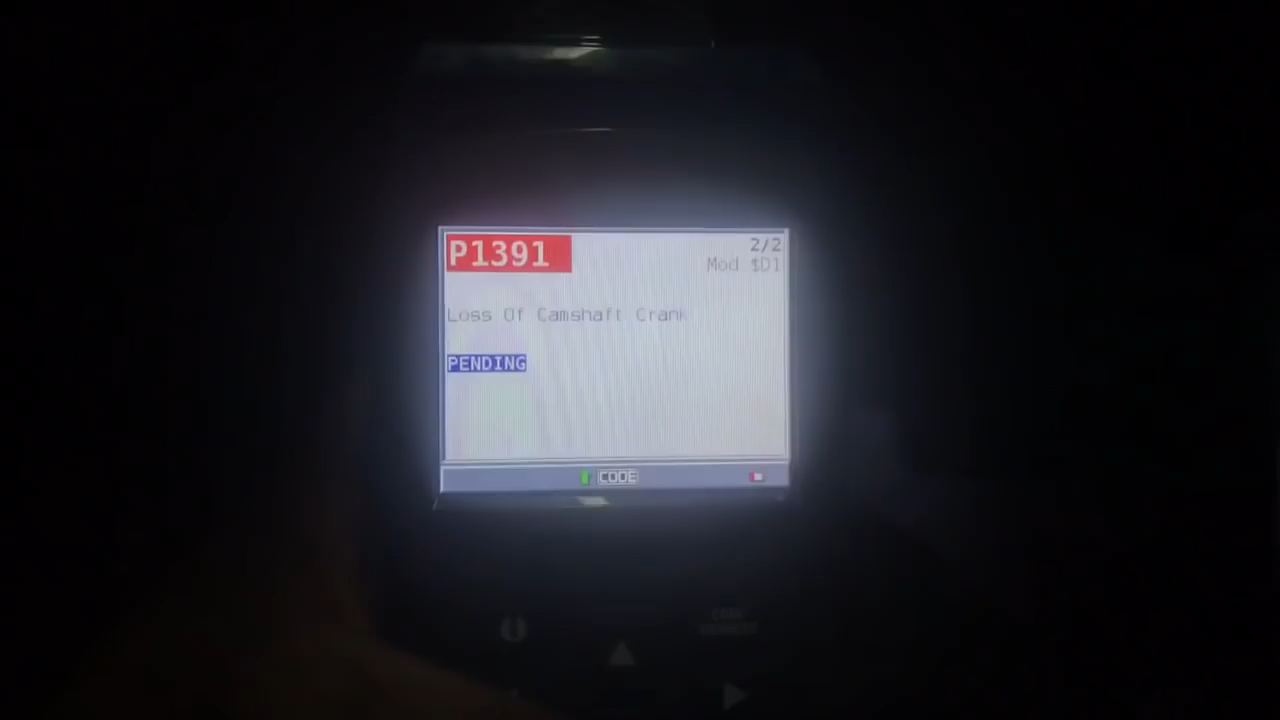 P1391
2/2
Mod $D1
Loss Of Camshaft Crank
PENDING
CODE